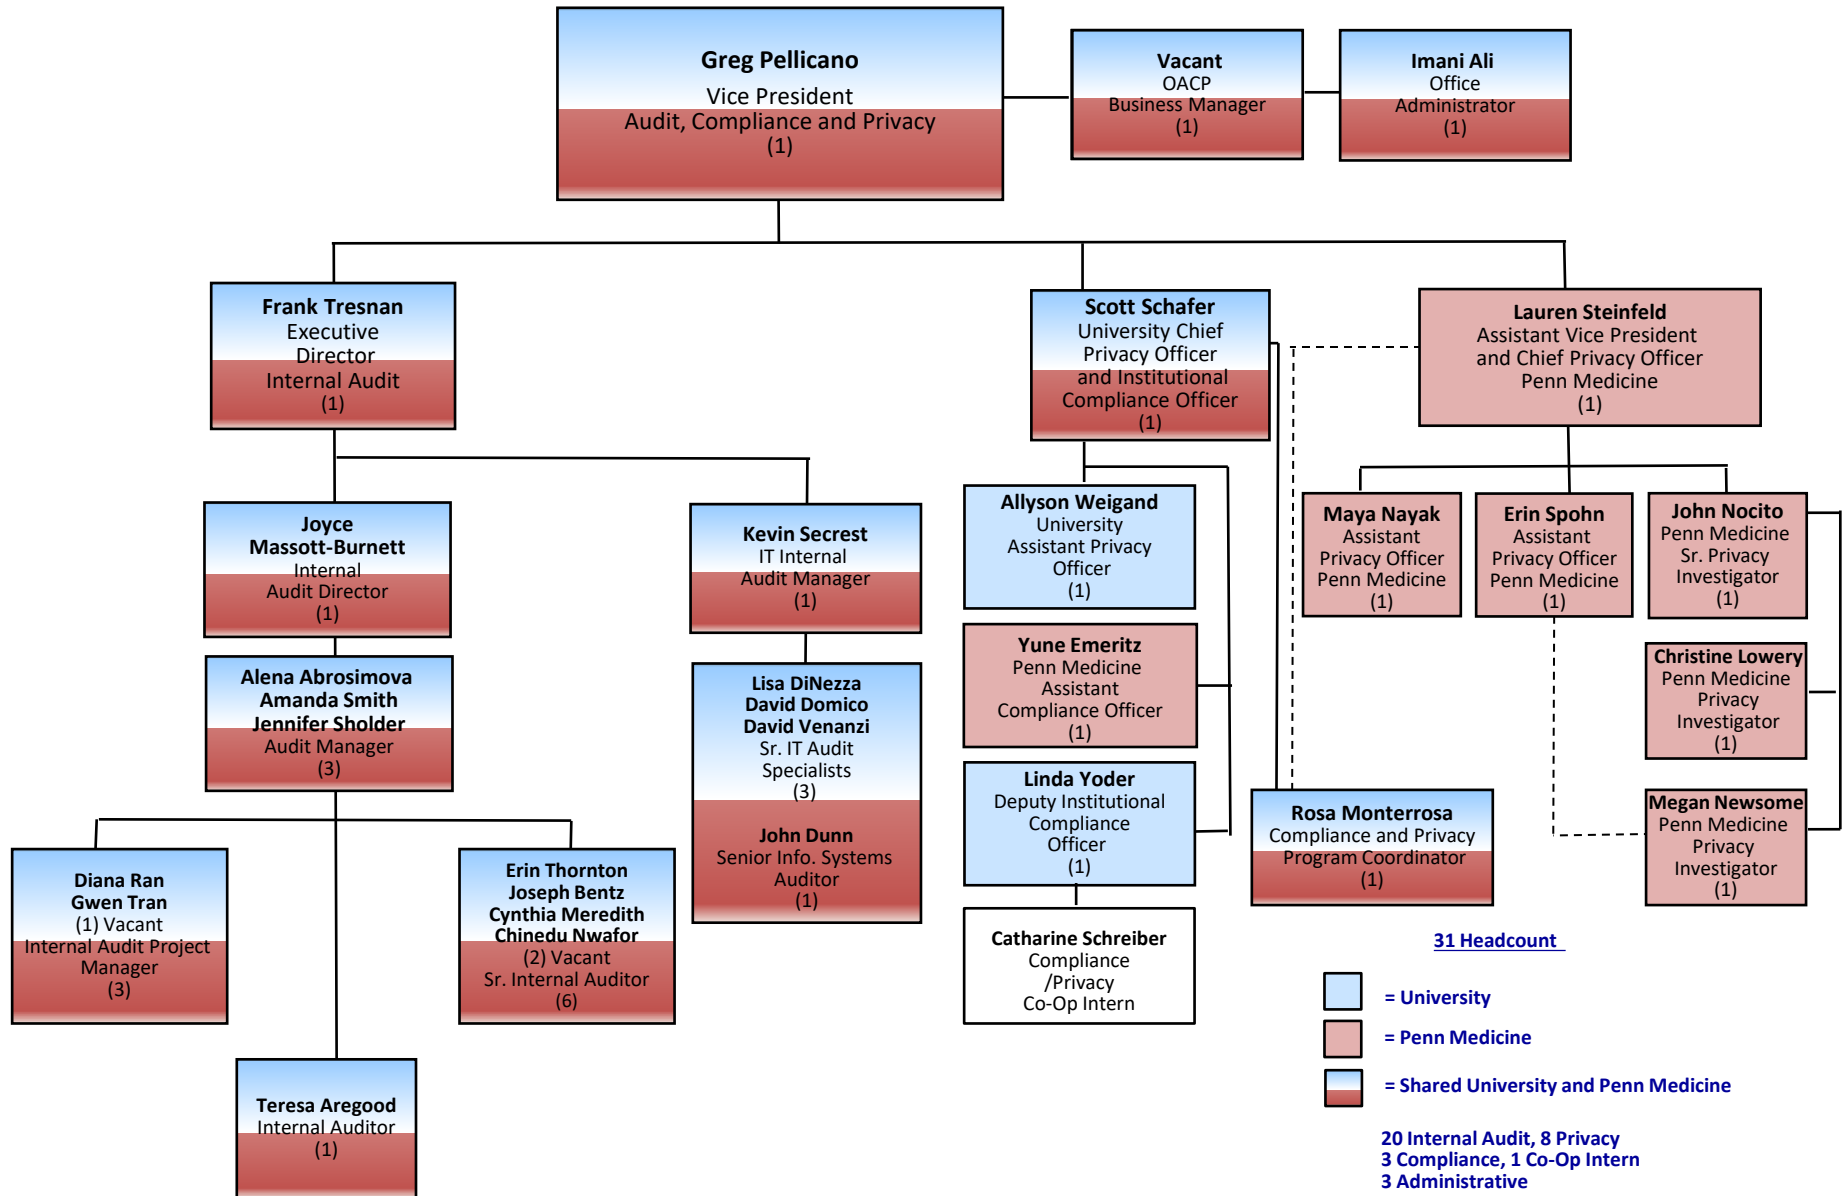 Greg Pellicano
Vice President
Audit, Compliance and Privacy
(1)
Vacant
OACP
Business Manager
(1)
Imani Ali
Office
Administrator
(1)
Frank Tresnan
Executive
Director
Internal Audit
(1)
Scott Schafer
University Chief
Privacy Officer
and Institutional
Compliance Officer
(1)
Lauren Steinfeld
Assistant Vice President
and Chief Privacy Officer
Penn Medicine
(1)
Joyce
Massott-Burnett
Internal
Audit Director
(1)
Kevin Secrest
IT Internal
Audit Manager
(1)
Allyson Weigand
University
Assistant Privacy
Officer
(1)
Maya Nayak
Assistant
Privacy Officer
Penn Medicine
(1)
Erin Spohn
Assistant
Privacy Officer
Penn Medicine
(1)
John Nocito
Penn Medicine
Sr. Privacy
Investigator
(1)
Alena Abrosimova
Amanda Smith
Jennifer Sholder
Audit Manager
(3)
Lisa DiNezza
David Domico
David Venanzi
Sr. IT Audit
Specialists
(3)
John Dunn
Senior Info. Systems
Auditor
(1)
Yune Emeritz
Penn Medicine
Assistant
Compliance Officer
(1)
Christine Lowery
Penn Medicine
Privacy
Investigator
(1)
Linda Yoder
Deputy Institutional
Compliance
Officer
(1)
Rosa Monterrosa
Compliance and Privacy
Program Coordinator
(1)
Megan Newsome
Penn Medicine
Privacy
Investigator
(1)
Diana Ran
Gwen Tran
(1) Vacant
Internal Audit Project
Manager
(3)
Erin Thornton
Joseph Bentz
Cynthia Meredith
Chinedu Nwafor
(2) Vacant
Sr. Internal Auditor
(6)
Catharine Schreiber
Compliance
/Privacy
Co-Op Intern
Teresa Aregood
Internal Auditor
(1)
31 Headcount
= University
= Penn Medicine
= Shared University and Penn Medicine
20 Internal Audit, 8 Privacy
3 Compliance, 1 Co-Op Intern
3 Administrative